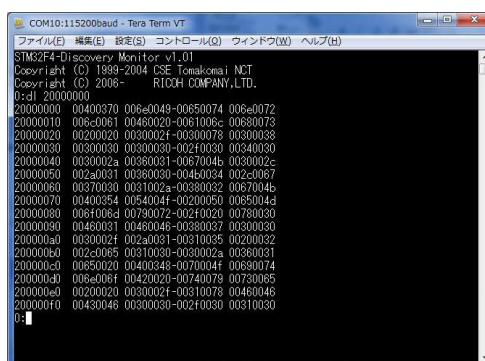 COM10:115200baud - Tera Term VT
ファイル(F) 編集(E) 設定(S) コントロール(O) ウィンドウ(W) ヘルプ(H)
STM32F4-Discovery Monitor v1.01
Copyright (C) 1999-2004 CSE Tomakomai NCT
Copyright (C) 2006- RICOH COMPANY,LTD.
0:dl 20000000
20000000 00400370 006e0049-00650074 006e0072
20000010 006c0061 00460020-0061006c 00680073
20000020 00200020 0030002f-00300078 00300038
20000030 00300030 00300030-002f0030 00340030
20000040 0030002a 00360031-0067004b 0030002c
20000050 002a0031 00360030-004b0034 002c0067
20000060 00370030 0031002a-00380032 0067004b
20000070 00400354 0054004f-00200050 0065004d
20000080 006f006d 00790072-002f0020 00780030
20000090 00460031 00460046-00380037 00300030
200000a0 0030002f 002a0031-00310035 00200032
200000b0 002c0065 00310030-0030002a 00360031
200000c0 00650020 00400348-0070004f 00690074
200000d0 006e006f 00420020-00740079 00730065
200000e0 00200020 0030002f-00310078 00460046
200000f0 00430046 00300030-002f0030 00310030
0: